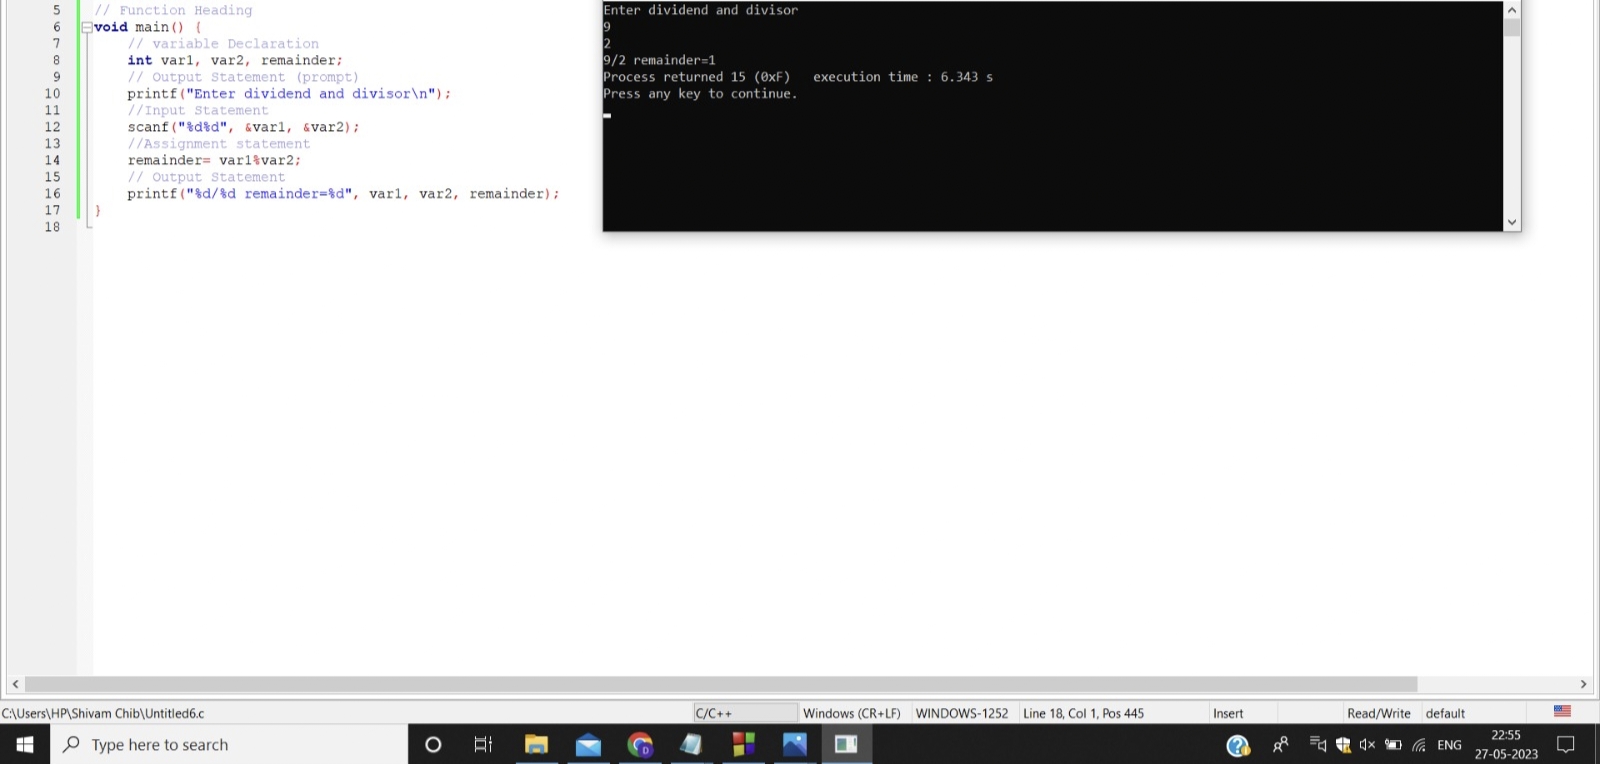 5 // Function Heading
6 void main() {
7 // variable Declaration
8 int var1, var2, remainder;
9 // Output Statement (prompt)
10 printf("Enter dividend and divisor\n");
11 //Input Statement
12 scanf("%d%d", &var1, &var2);
13 //Assignment statement
14 remainder= var1%var2;
15 // Output Statement
16 printf("%d/%d remainder=%d", var1, var2, remainder);
17 }
18
Enter dividend and divisor
9
2
9/2 remainder=1
Process returned 15 (0xF)   execution time : 6.343 s
Press any key to continue.
C:\Users\HP\Shivam Chib\Untitled6.c C/C++ Windows (CR+LF) WINDOWS-1252 Line 18, Col 1, Pos 445 Insert Read/Write default
Type here to search D ENG 22:55
27-05-2023